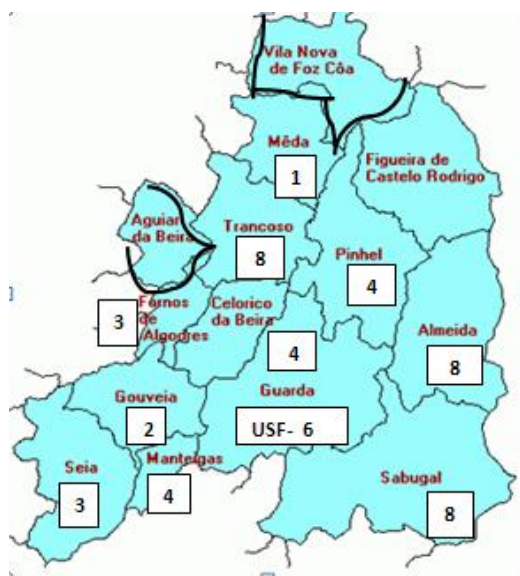 Vila Nova
de Foz Côa
Mêda
1
Figueira de
Castelo Rodrigo
Aguiar
da Beira
Trancoso
8
Pinhel
4
Fornos
de
Algodres
3
Celorico
da Beira
4
Almeida
8
Gouveia
2
Guarda
USF- 6
Seia
3
Manteigas
4
Sabugal
8